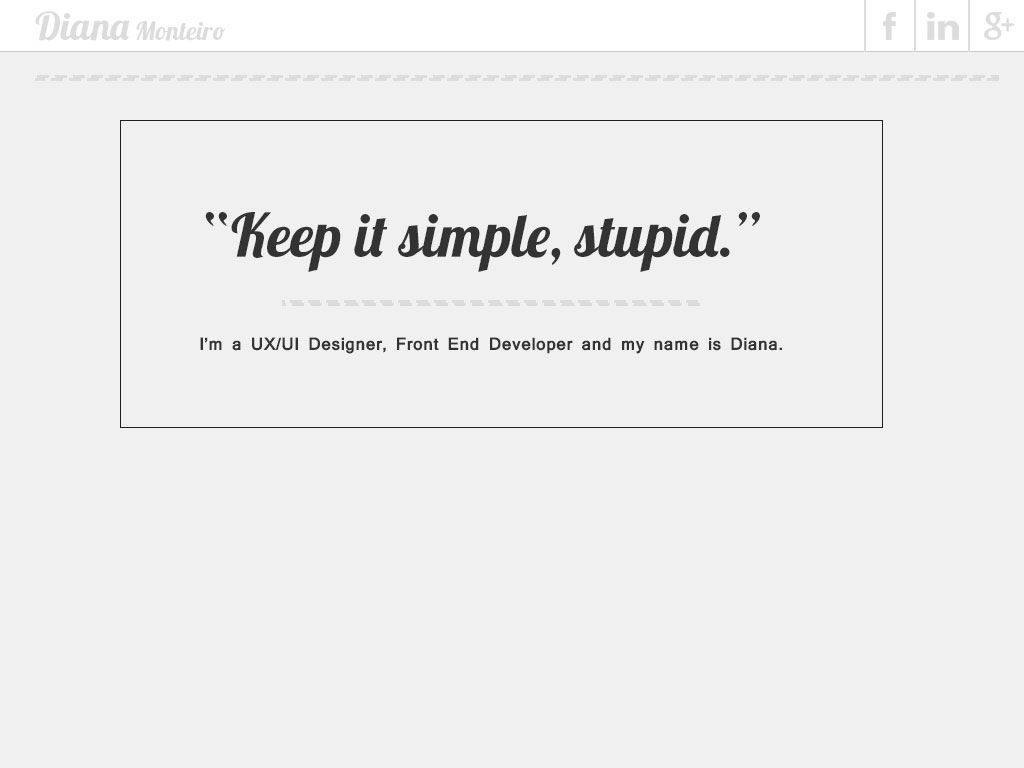 Diana Monteiro
f
in
g+
“Keep it simple, stupid.”
I’m a UX/UI Designer, Front End Developer and my name is Diana.